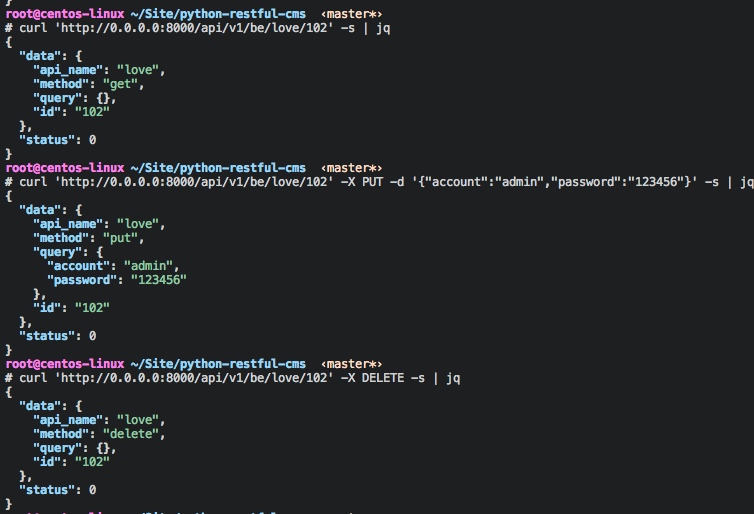 }
root@centos-linux ~/Site/python-restful-cms ‹master*›
# curl 'http://0.0.0.0:8000/api/v1/be/love/102' -s | jq
{
  "data": {
    "api_name": "love",
    "method": "get",
    "query": {},
    "id": "102"
  },
  "status": 0
}
root@centos-linux ~/Site/python-restful-cms ‹master*›
# curl 'http://0.0.0.0:8000/api/v1/be/love/102' -X PUT -d '{"account":"admin","password":"123456"}' -s | jq
{
  "data": {
    "api_name": "love",
    "method": "put",
    "query": {
      "account": "admin",
      "password": "123456"
    },
    "id": "102"
  },
  "status": 0
}
root@centos-linux ~/Site/python-restful-cms ‹master*›
# curl 'http://0.0.0.0:8000/api/v1/be/love/102' -X DELETE -s | jq
{
  "data": {
    "api_name": "love",
    "method": "delete",
    "query": {},
    "id": "102"
  },
  "status": 0
}